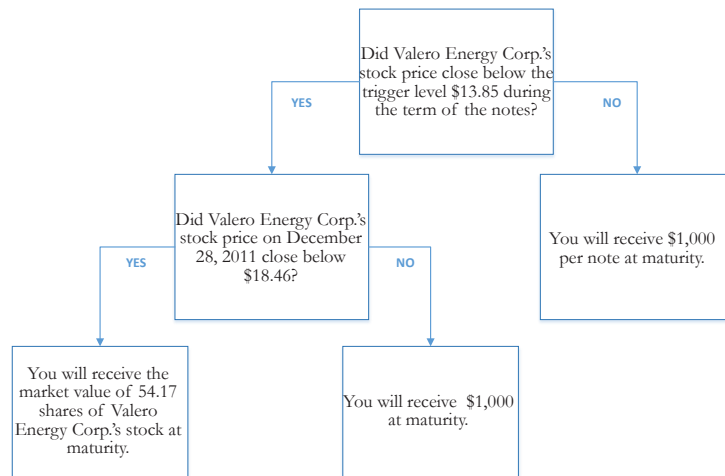 Did Valero Energy Corp.'s
stock price close below the
trigger level $13.85 during
the term of the notes?
YES
NO
Did Valero Energy Corp.'s
stock price on December
28, 2011 close below
$18.46?
You will receive $1,000
per note at maturity.
YES
NO
You will receive the
market value of 54.17
shares of Valero
Energy Corp.'s stock at
maturity.
You will receive $1,000
at maturity.